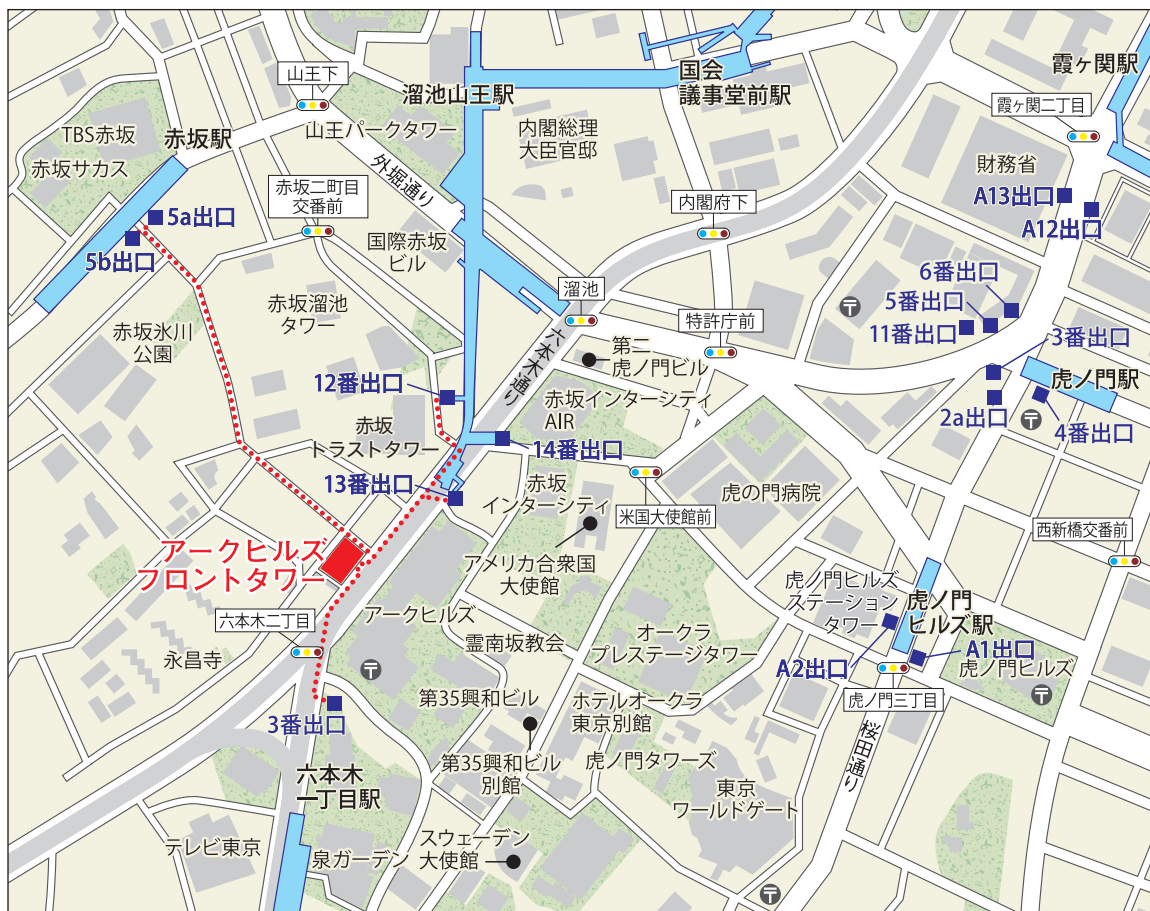 山王下
溜池山王駅
国会
議事堂前駅
霞ヶ関駅
霞ヶ関二丁目
TBS赤坂
赤坂サカス
赤坂駅
山王パークタワー
内閣総理
大臣官邸
外堀通り
財務省
A13出口
A12出口
赤坂二町目
交番前
内閣府下
5a出口
5b出口
国際赤坂
ビル
溜池
6番出口
5番出口
11番出口
特許庁前
赤坂溜池
タワー
赤坂氷川
公園
六本木通り
第二
虎ノ門ビル
3番出口
虎ノ門駅
2a出口
4番出口
12番出口
赤坂インターシティ
AIR
赤坂
トラストタワー
14番出口
13番出口
赤坂
インターシティ
虎の門病院
米国大使館前
西新橋交番前
アークヒルズ
フロントタワー
アメリカ合衆国
大使館
虎ノ門ヒルズ
ステーション
タワー
虎ノ門
ヒルズ駅
六本木二丁目
アークヒルズ
霊南坂教会
オークラ
プレステージタワー
A2出口
A1出口
虎ノ門ヒルズ
永昌寺
虎ノ門三丁目
第35興和ビル
ホテルオークラ
東京別館
3番出口
桜田通り
第35興和ビル
別館
虎ノ門タワーズ
六本木
一丁目駅
東京
ワールドゲート
テレビ東京
泉ガーデン
スウェーデン
大使館